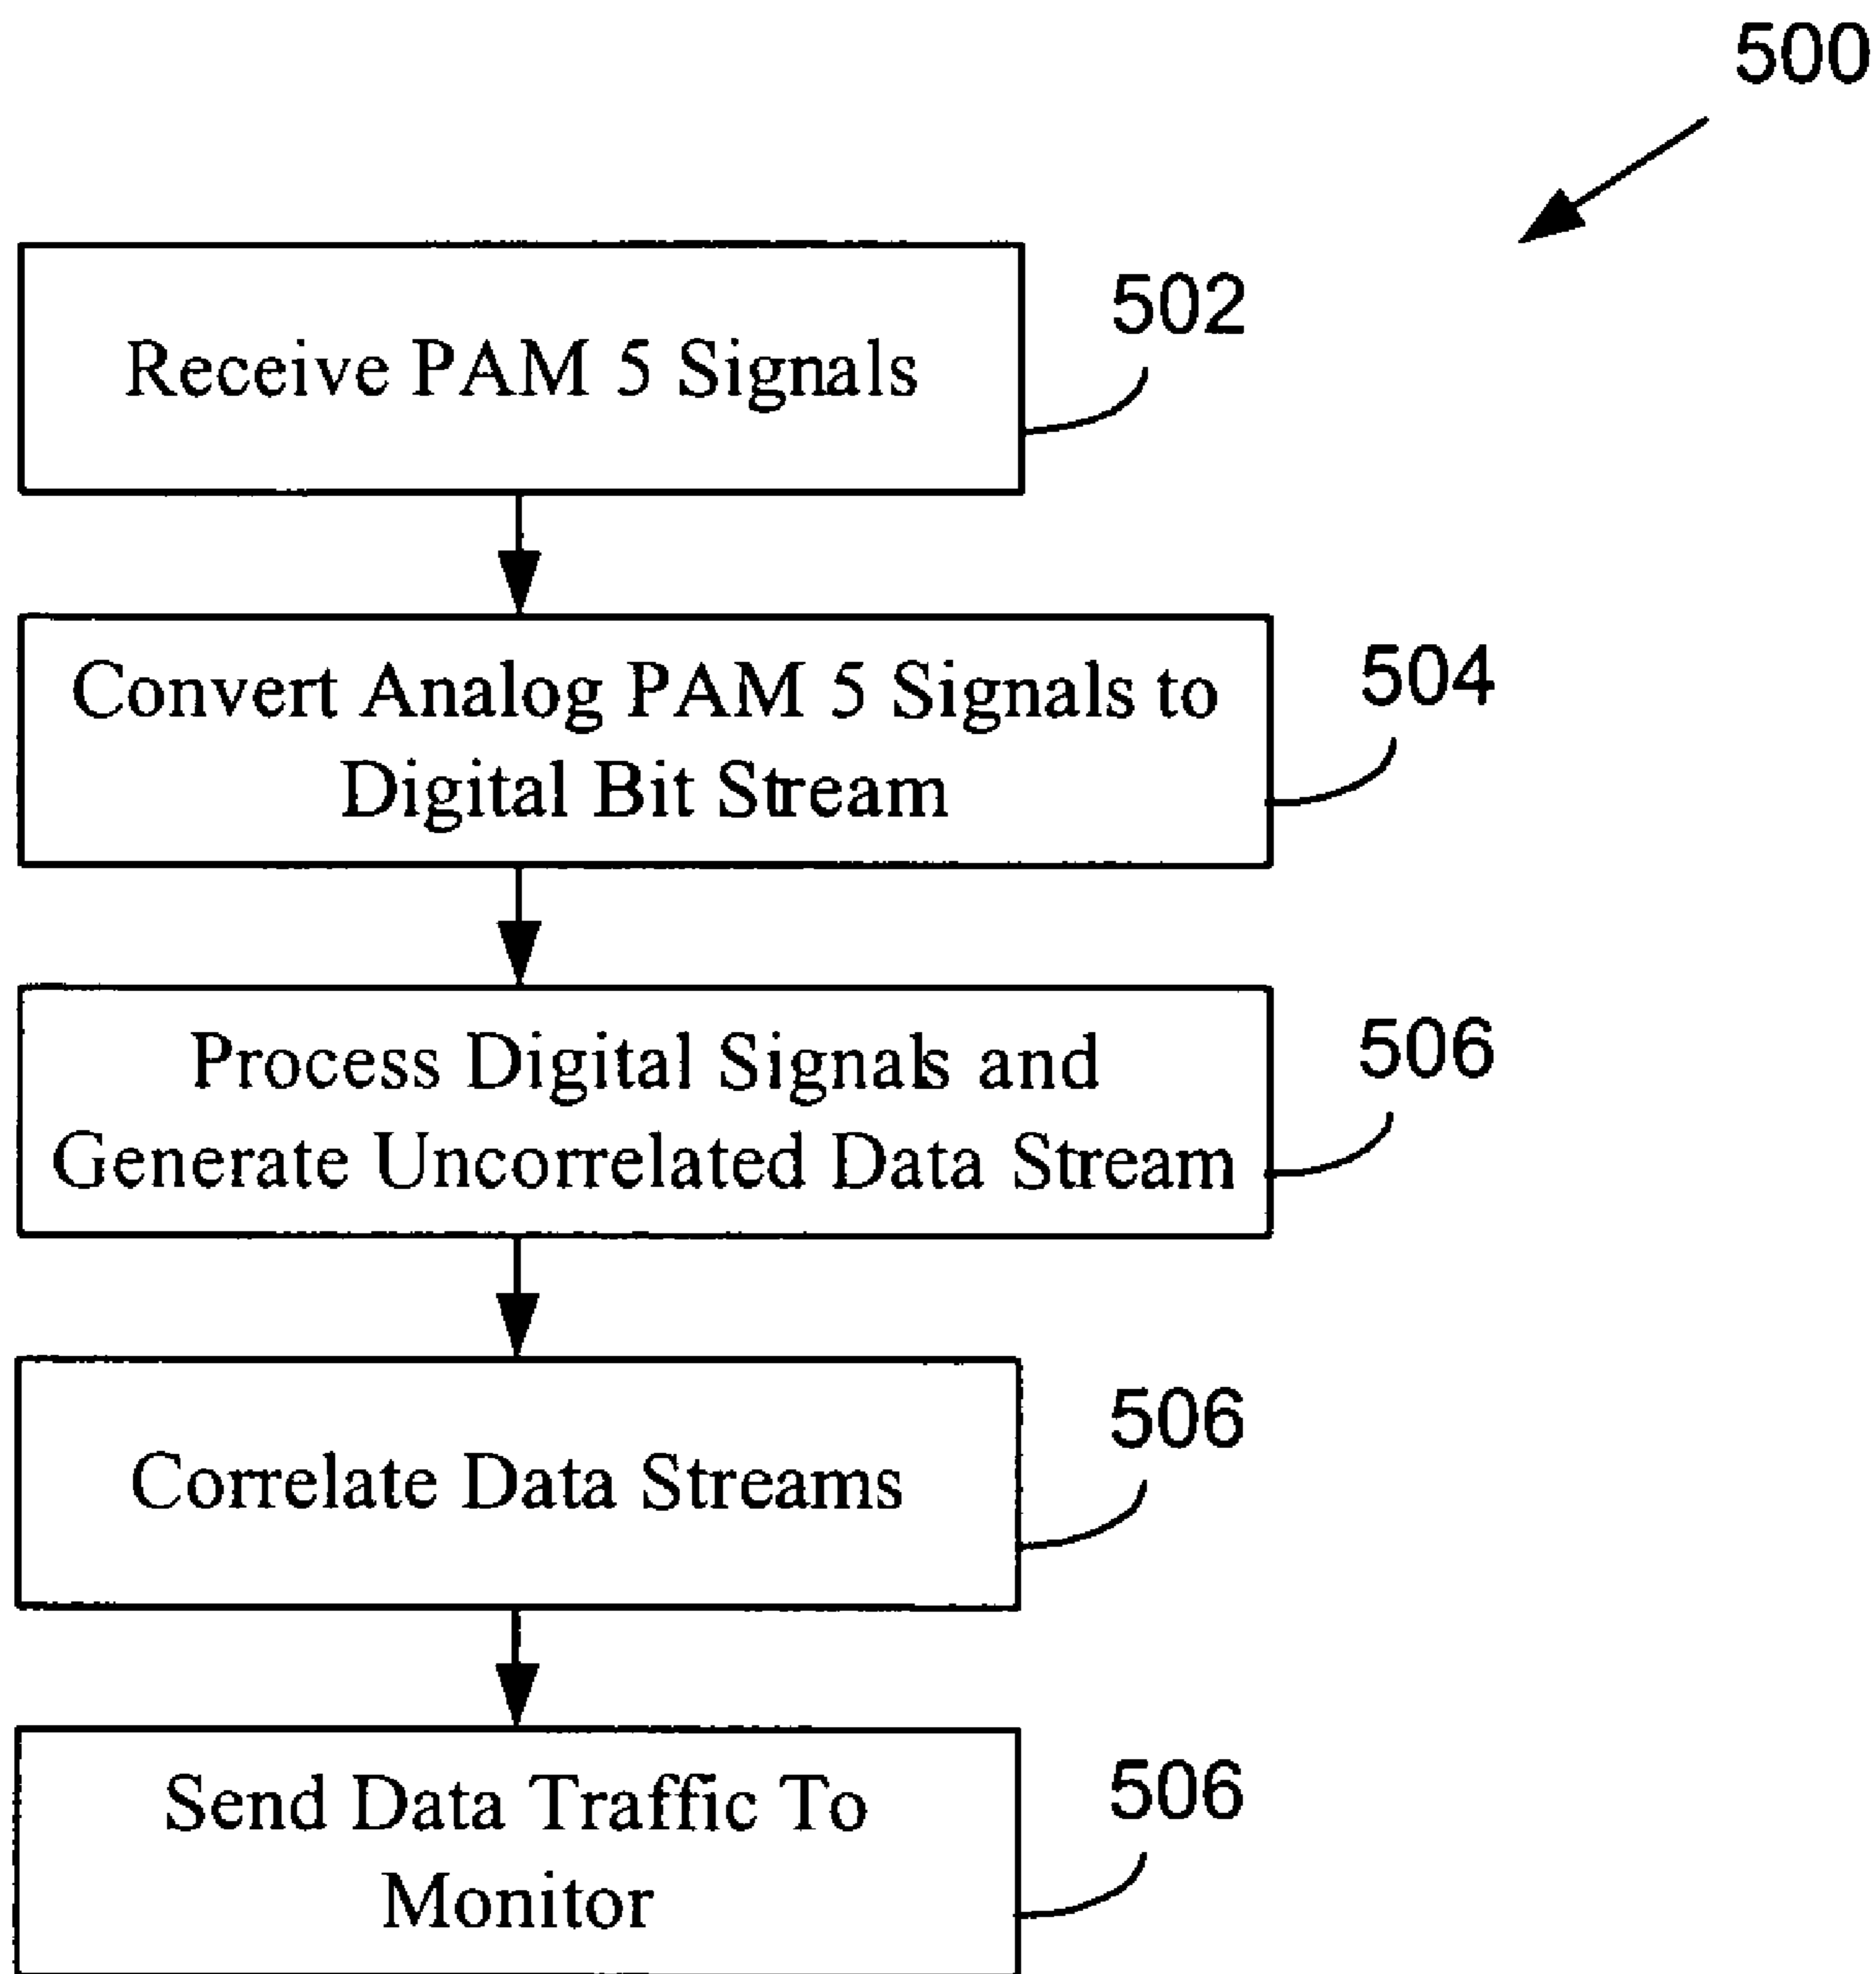 500
Receive PAM 5 Signals
502
Convert Analog PAM 5 Signals to
Digital Bit Stream
504
Process Digital Signals and
Generate Uncorrelated Data Stream
506
Correlate Data Streams
506
Send Data Traffic To
Monitor
506